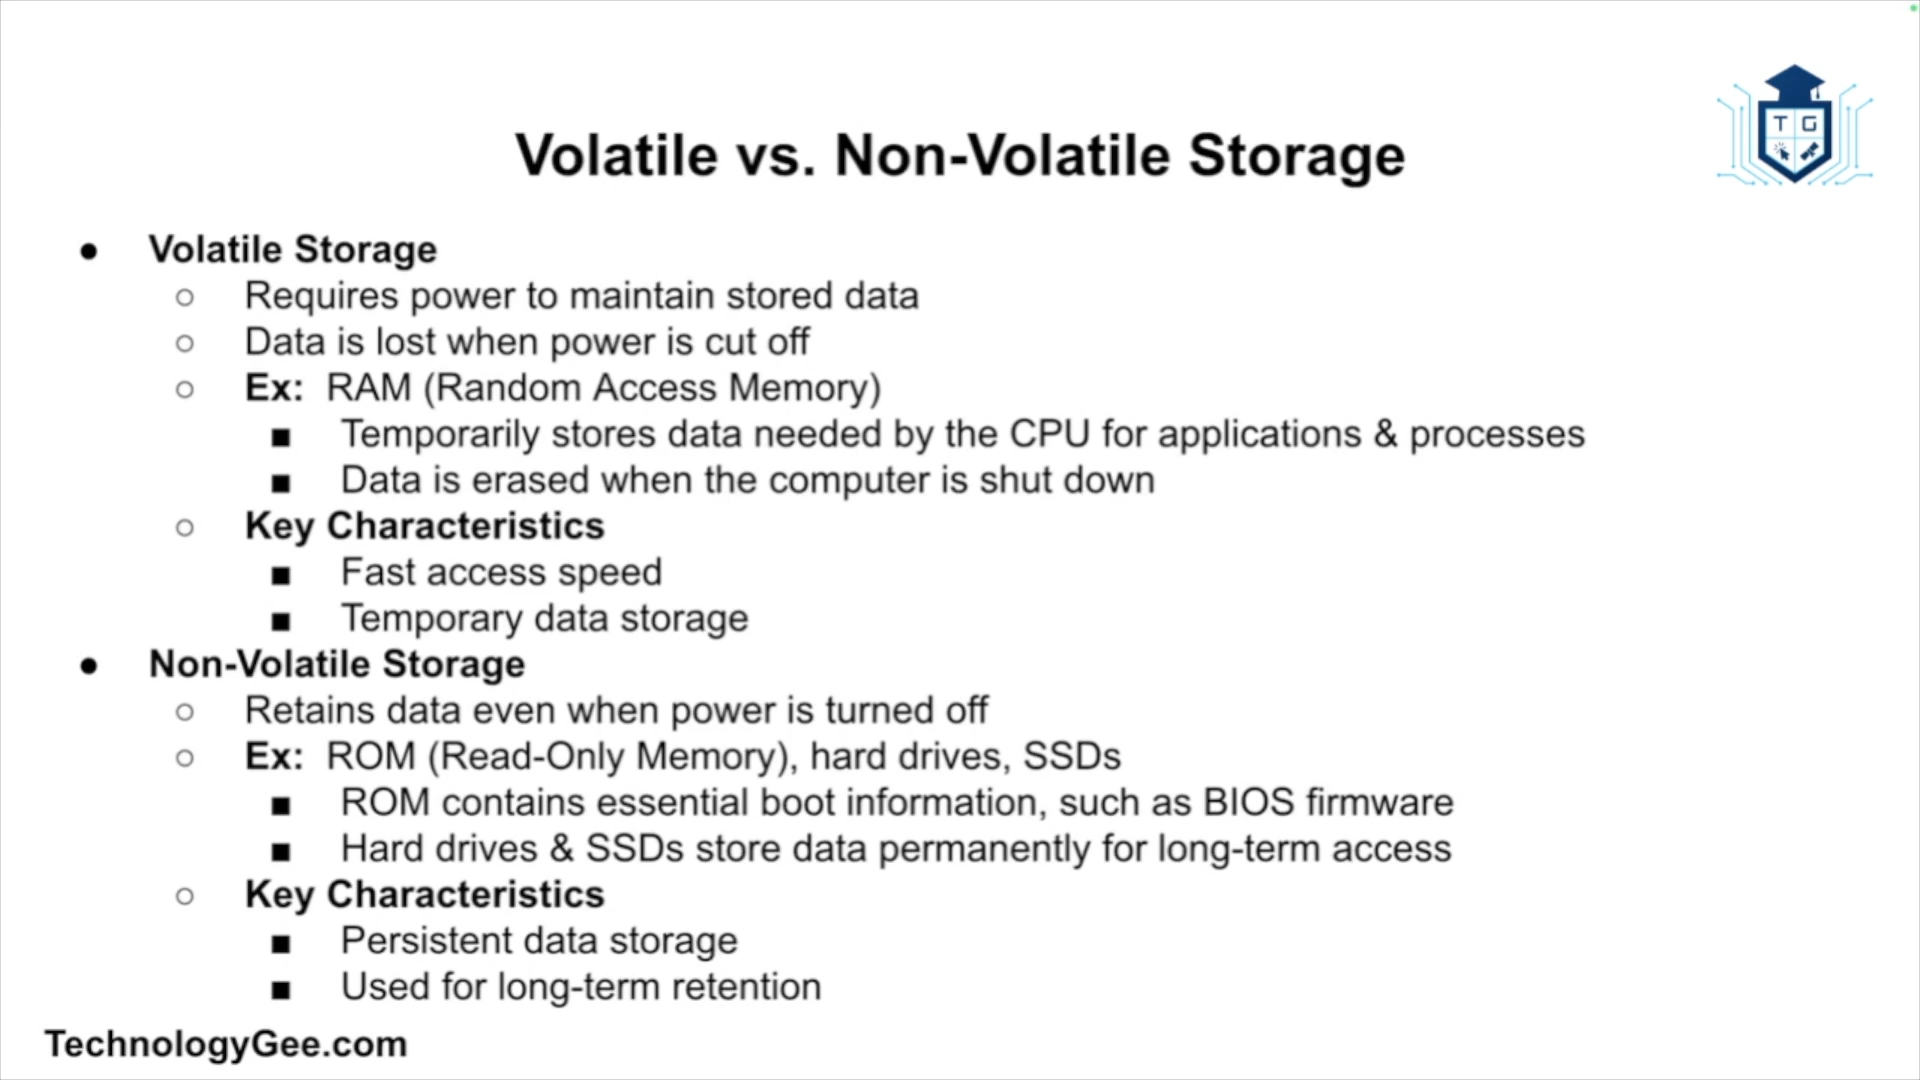 Volatile vs. Non-Volatile Storage
T G
● Volatile Storage
○ Requires power to maintain stored data
○ Data is lost when power is cut off
○ Ex: RAM (Random Access Memory)
■ Temporarily stores data needed by the CPU for applications & processes
■ Data is erased when the computer is shut down
○ Key Characteristics
■ Fast access speed
■ Temporary data storage
● Non-Volatile Storage
○ Retains data even when power is turned off
○ Ex: ROM (Read-Only Memory), hard drives, SSDs
■ ROM contains essential boot information, such as BIOS firmware
■ Hard drives & SSDs store data permanently for long-term access
○ Key Characteristics
■ Persistent data storage
■ Used for long-term retention
TechnologyGee.com